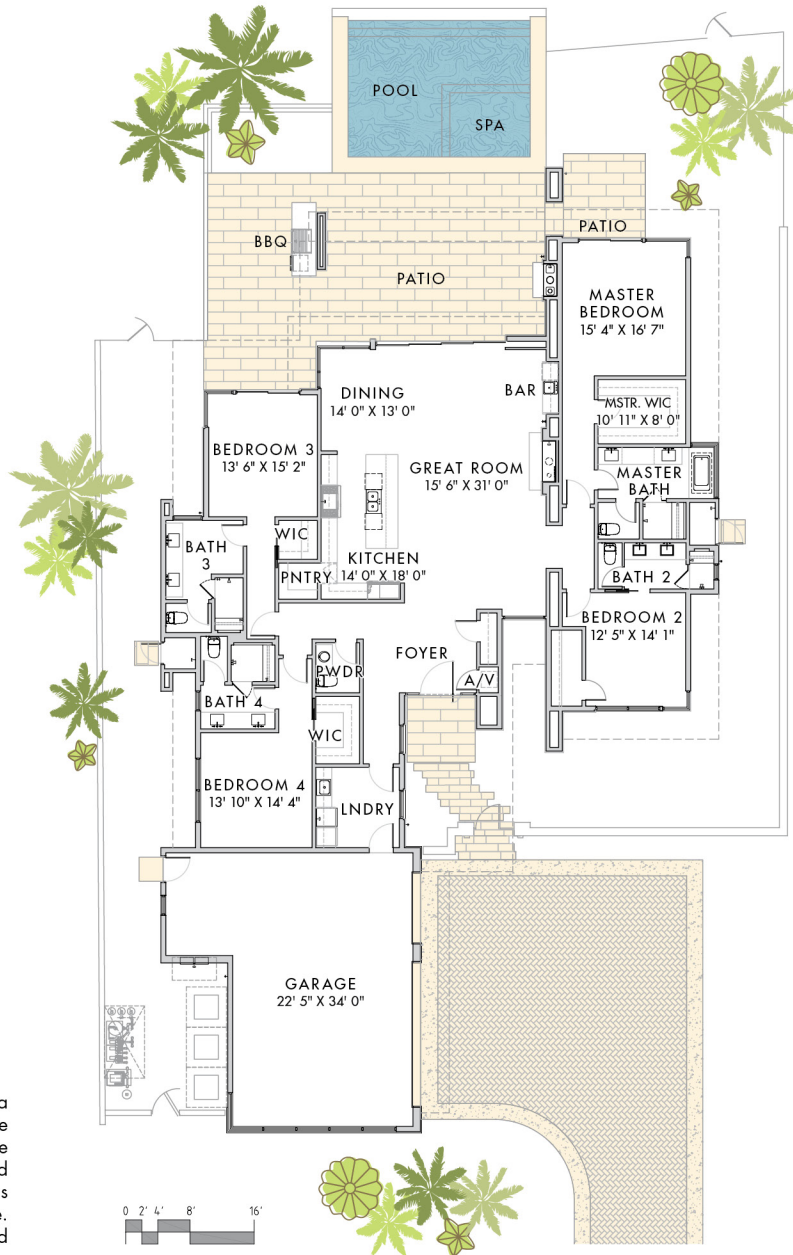 POOL
SPA
BBQ
PATIO
PATIO
MASTER
BEDROOM
15' 4" X 16' 7"
DINING
14' 0" X 13' 0"
BAR
MSTR. WIC
10' 11" X 8' 0"
BEDROOM 3
13' 6" X 15' 2"
GREAT ROOM
15' 6" X 31' 0"
MASTER
BATH
WIC
BATH
3
KITCHEN
14' 0" X 18' 0"
PNTRY
BATH 2
BEDROOM 2
12' 5" X 14' 1"
FOYER
PWDR
A/V
BATH 4
WIC
BEDROOM 4
13' 10" X 14' 4"
LNDRY
GARAGE
22' 5" X 34' 0"
a
e
e
d
s
e.
d
0 2' 4' 8' 16'